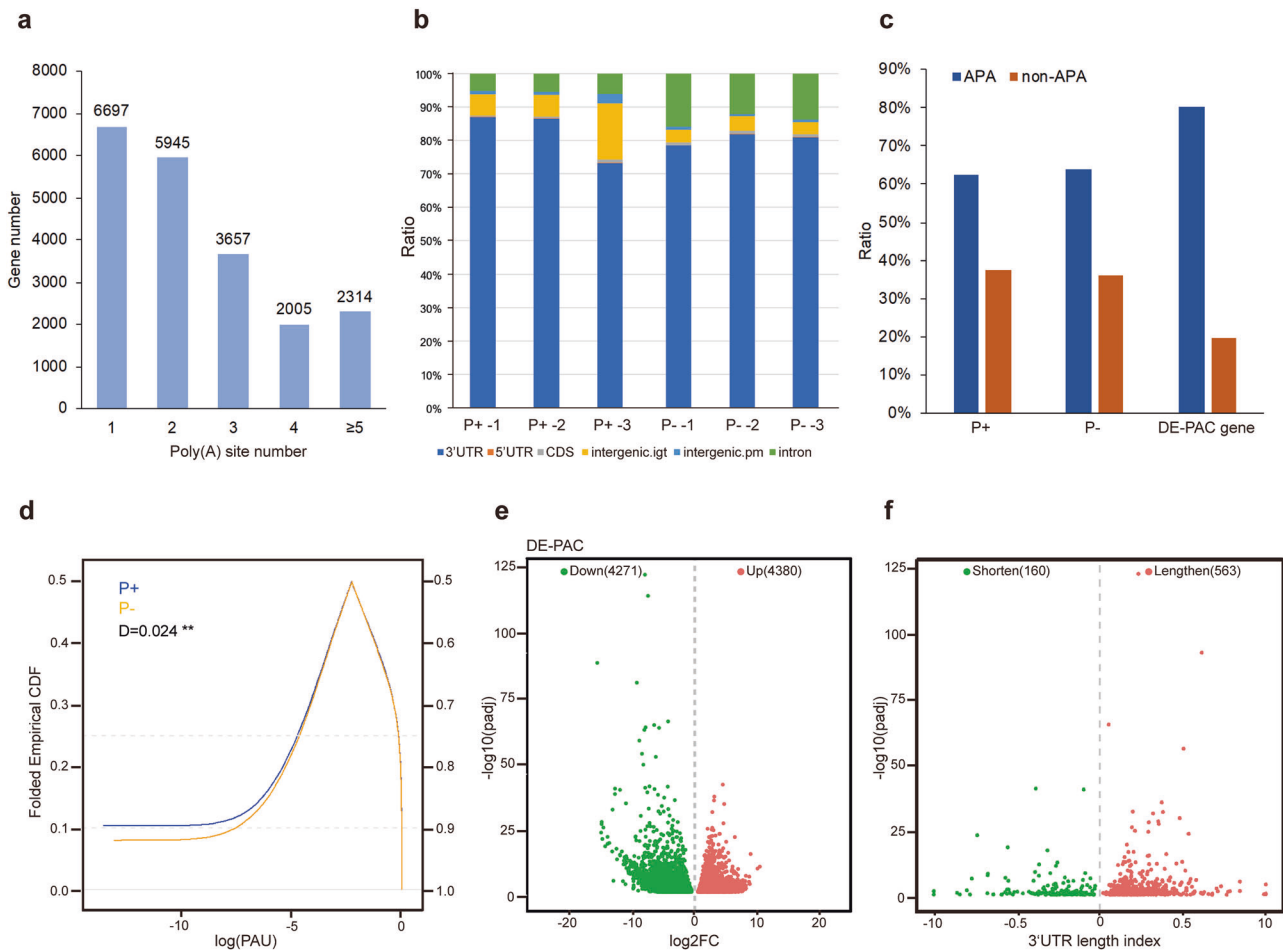 a
8000
7000
6000
5000
4000
3000
2000
1000
0
Gene number
6697
5945
3657
2005
2314
1 2 3 4 ≥5
Poly(A) site number
b
100%
90%
80%
70%
60%
50%
40%
30%
20%
10%
0%
Ratio
P+ -1 P+ -2 P+ -3 P- -1 P- -2 P- -3
3'UTR 5'UTR CDS intergenic.igt intergenic.pm intron
c
90%
80%
70%
60%
50%
40%
30%
20%
10%
0%
Ratio
APA non-APA
P+ P- DE-PAC gene
d
0.5
0.4
0.3
0.2
0.1
0.0
Folded Empirical CDF
P+
P-
D=0.024 **
0.5
0.6
0.7
0.8
0.9
1.0
-10 -5 0
log(PAU)
e
DE-PAC
125
100
75
50
25
0
-log10(padj)
Down(4271) Up(4380)
-20 -10 0 10 20
log2FC
f
125
100
75
50
25
0
-log10(padj)
Shorten(160) Lengthen(563)
-1.0 -0.5 0 0.5 10
3'UTR length index